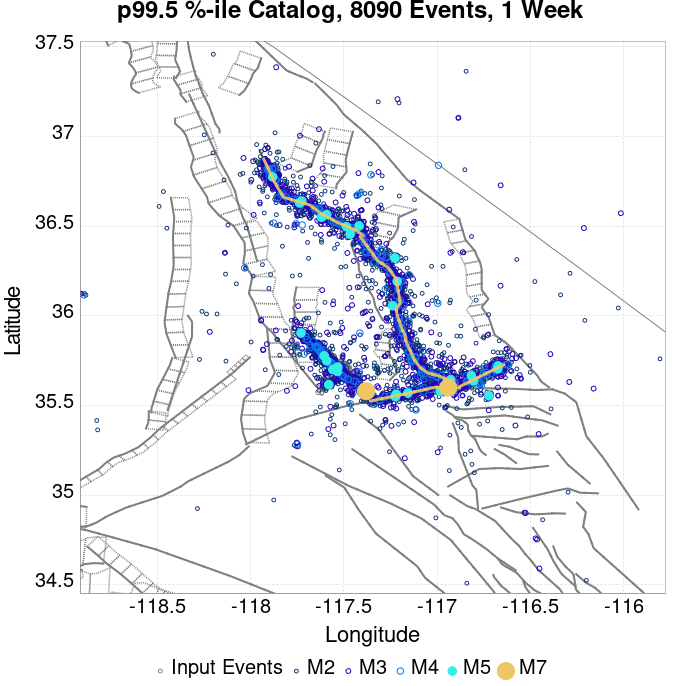 p99.5 %-ile Catalog, 8090 Events, 1 Week
37.5
37
36.5
36
35.5
35
34.5
Latitude
-118.5 -118 -117.5 -117 -116.5 -116
Longitude
Input Events M2 M3 M4 M5 M7